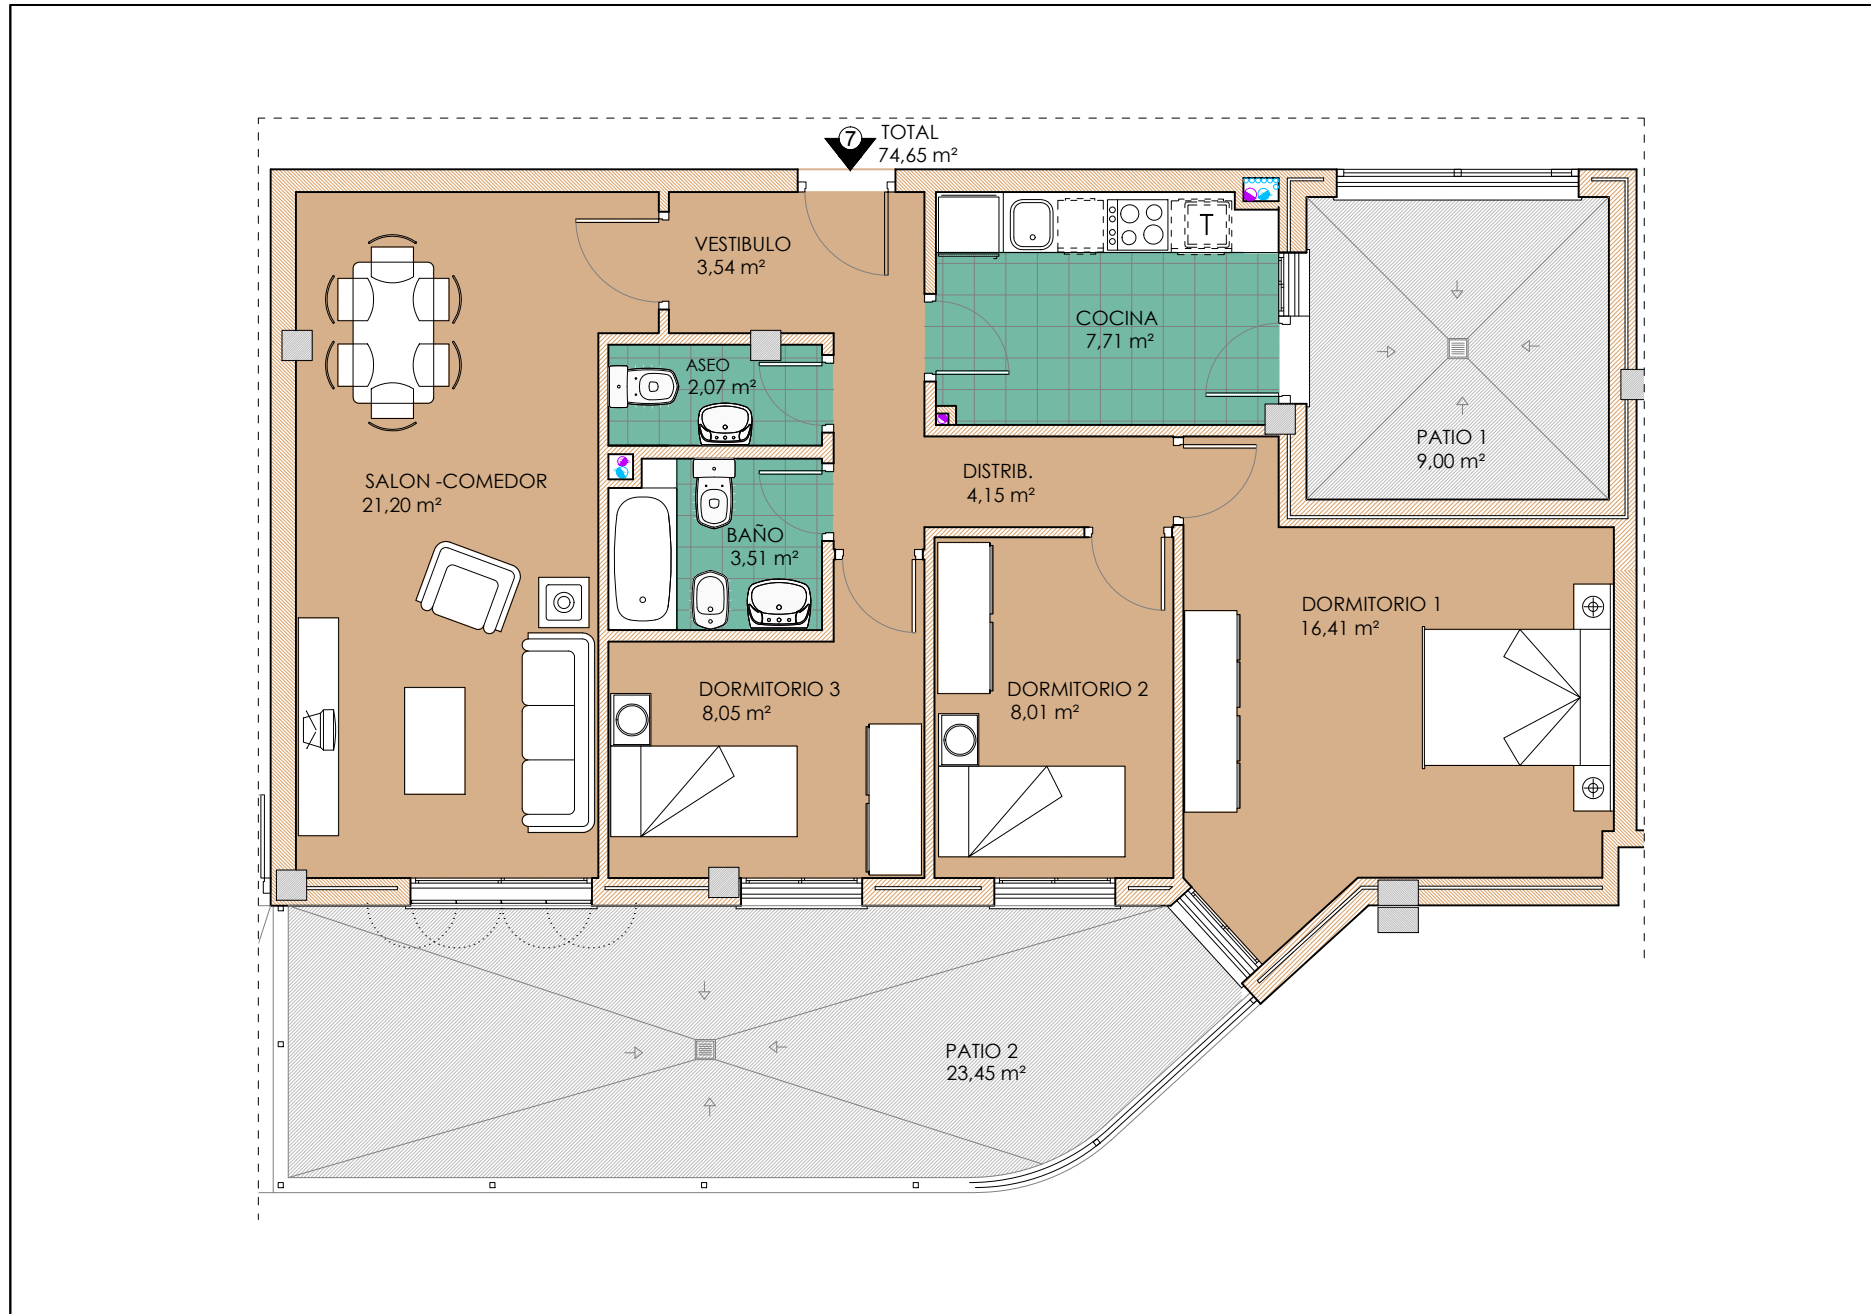 7
TOTAL
74,65 m²
VESTIBULO
3,54 m²
T
COCINA
7,71 m²
ASEO
2,07 m²
PATIO 1
9,00 m²
SALON -COMEDOR
21,20 m²
DISTRIB.
4,15 m²
BAÑO
3,51 m²
DORMITORIO 1
16,41 m²
DORMITORIO 3
8,05 m²
DORMITORIO 2
8,01 m²
PATIO 2
23,45 m²